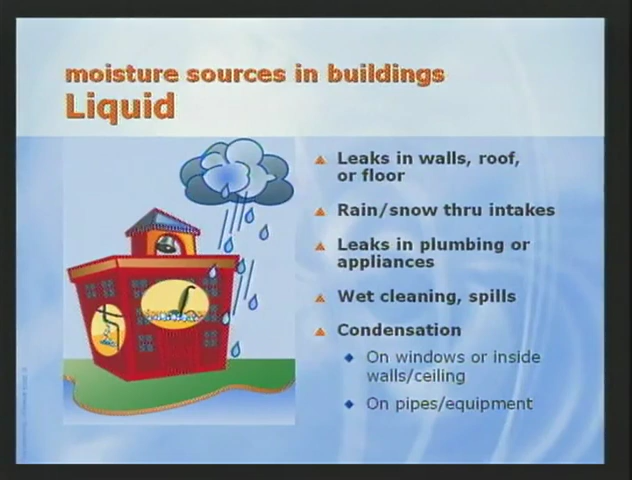 moisture sources in buildings
Liquid
Leaks in walls, roof,
or floor
Rain/snow thru intakes
Leaks in plumbing or
appliances
Wet cleaning, spills
Condensation
On windows or inside
walls/ceiling
On pipes/equipment